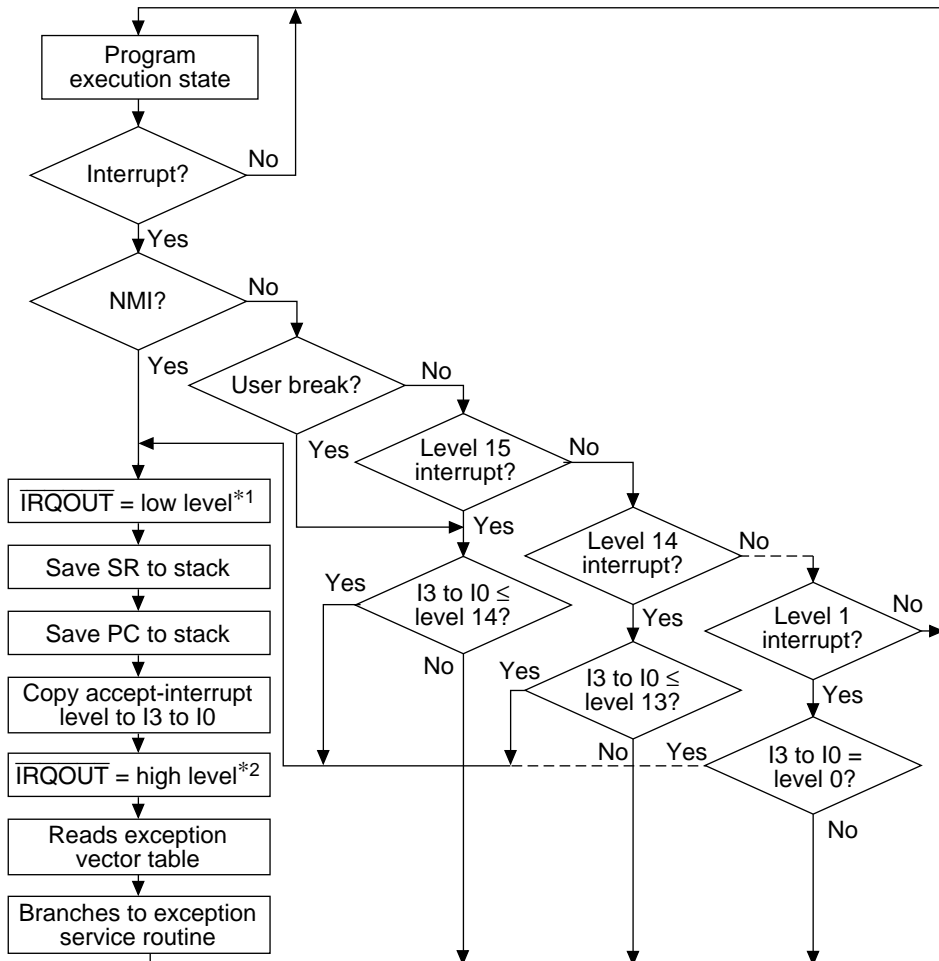 Program
execution state
Interrupt?
No
Yes
NMI?
No
Yes
User break?
No
Yes
Level 15
interrupt?
No
Yes
IRQOUT = low level*1
Level 14
interrupt?
No
Yes
Save SR to stack
Yes
I3 to I0 ≤
level 14?
No
Level 1
interrupt?
No
Yes
Save PC to stack
Yes
I3 to I0 ≤
level 13?
No
Copy accept-interrupt
level to I3 to I0
Yes
I3 to I0 =
level 0?
No
IRQOUT = high level*2
Reads exception
vector table
Branches to exception
service routine